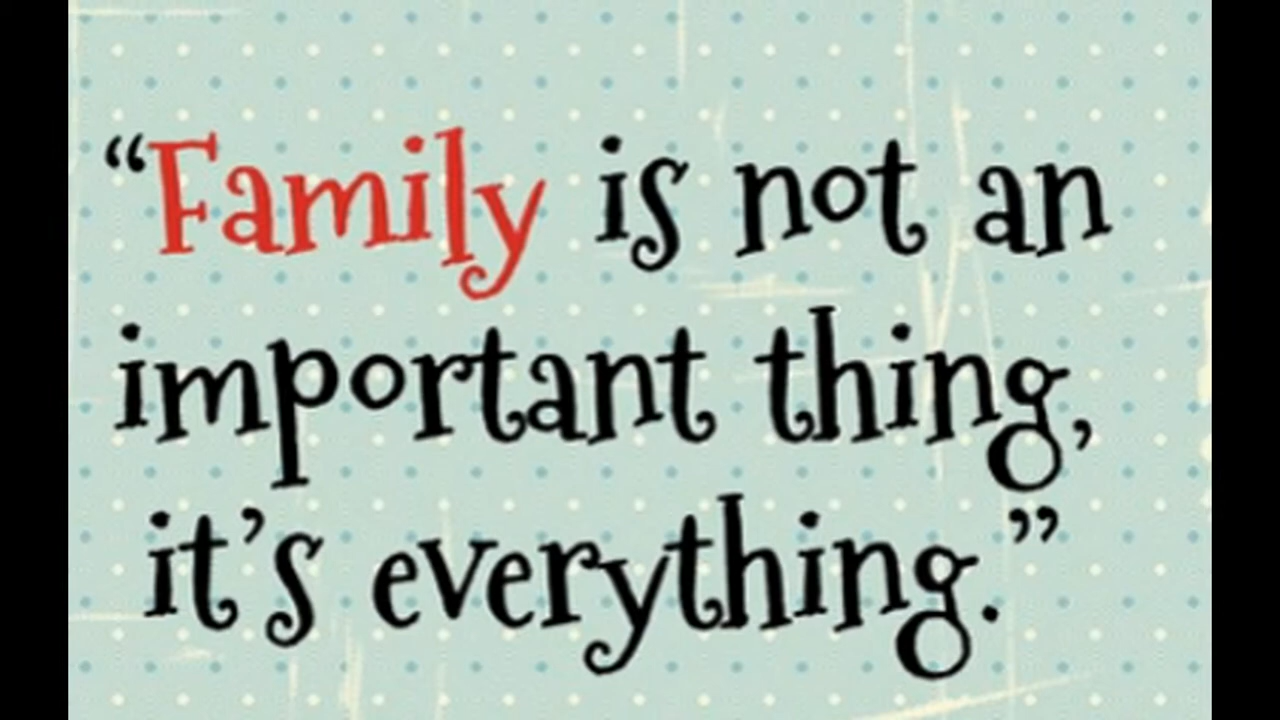 “Family is not an
important thing,
it’s everything.”